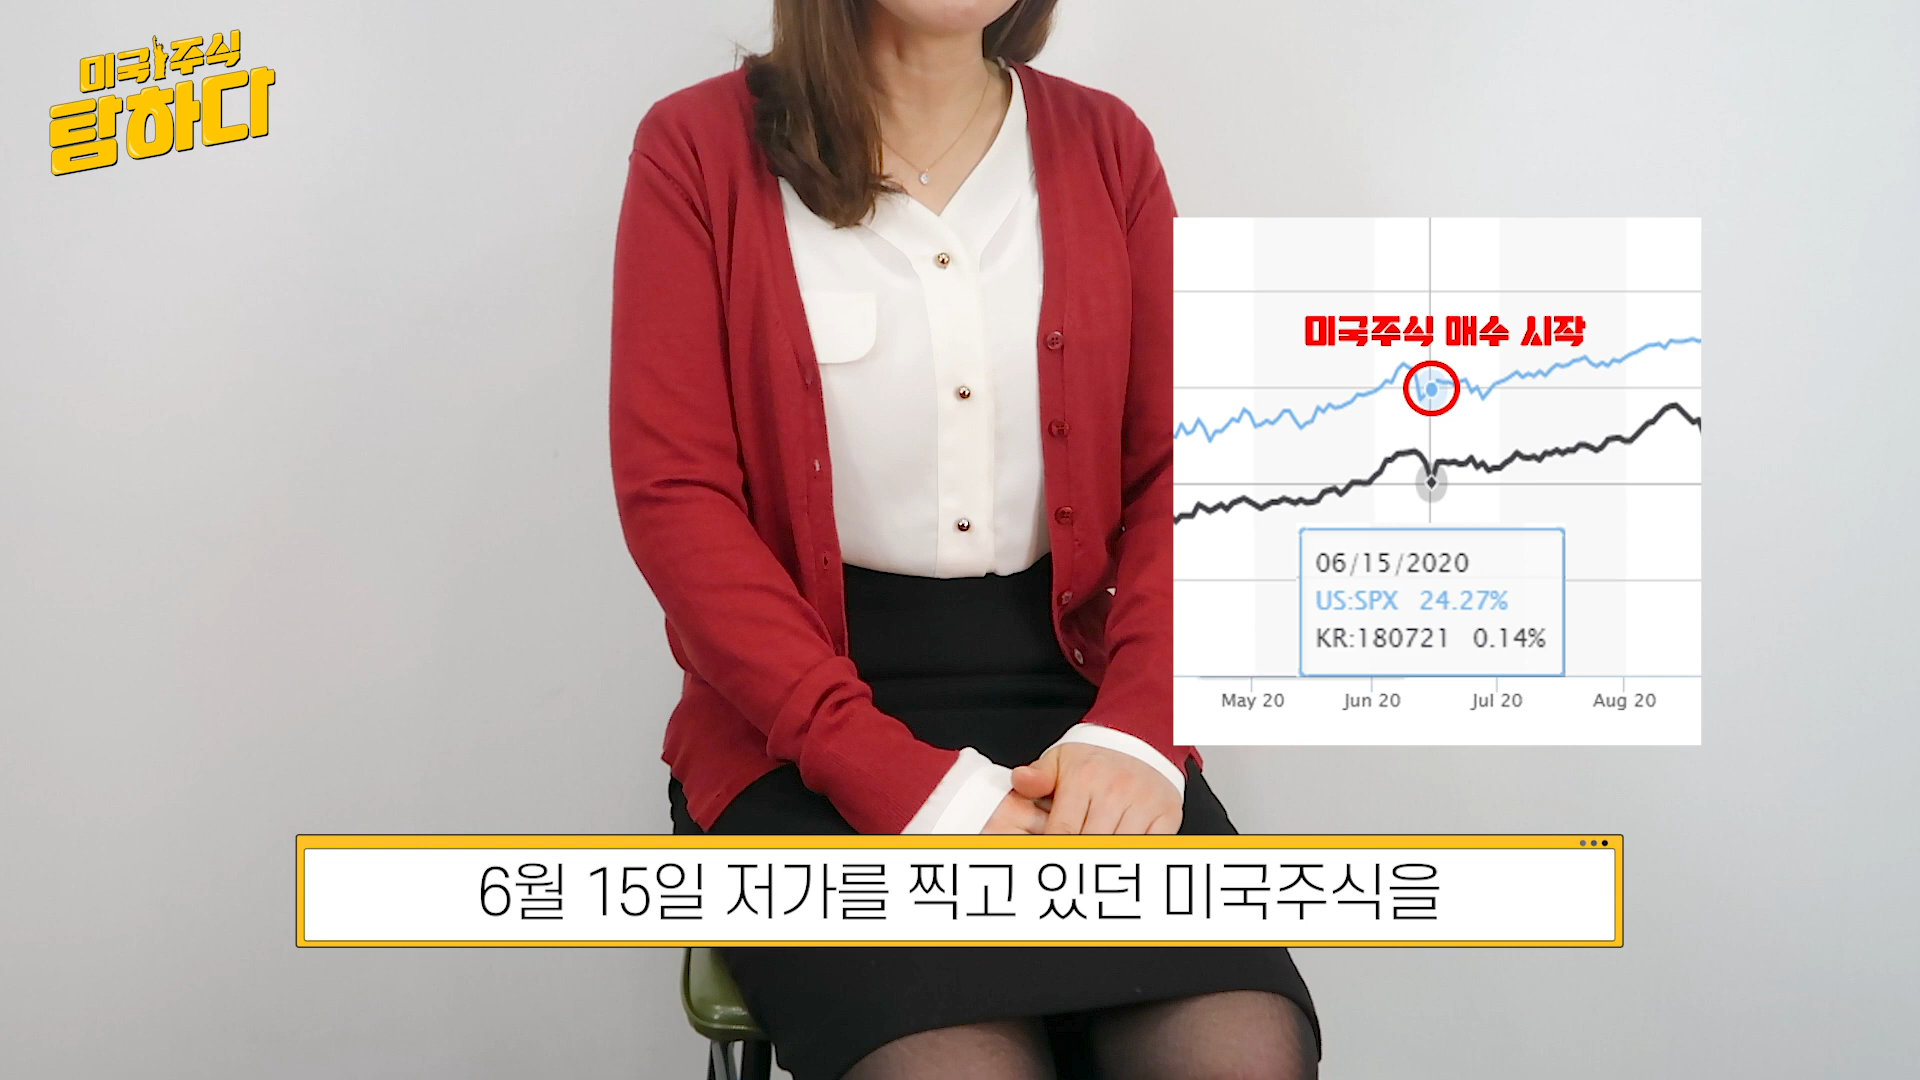 미국주식
탐하다
미국주식 매수 시작
06/15/2020
US:SPX 24.27%
KR:180721 0.14%
May 20 Jun 20 Jul 20 Aug 20
6월 15일 저가를 찍고 있던 미국주식을